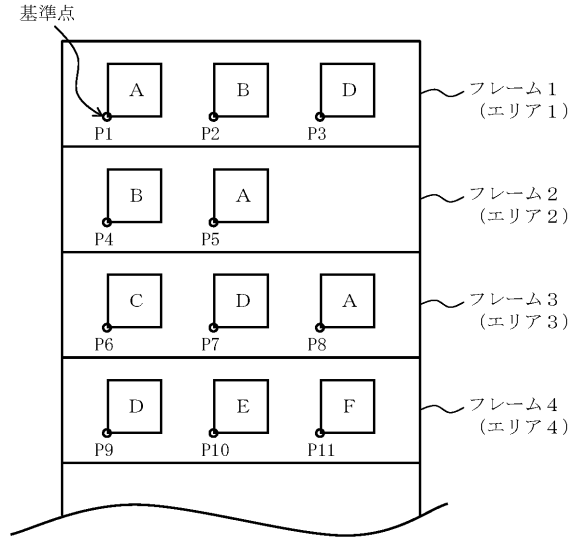 基準点
A B D
P1 P2 P3
フレーム1
(エリア1)
B A
P4 P5
フレーム2
(エリア2)
C D A
P6 P7 P8
フレーム3
(エリア3)
D E F
P9 P10 P11
フレーム4
(エリア4)